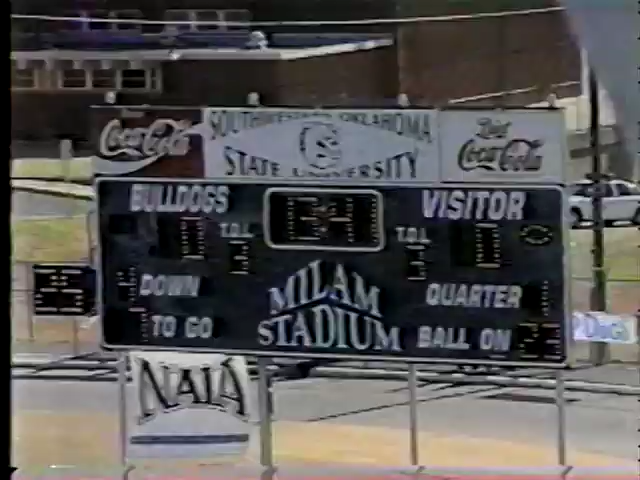 Coca-Cola
SOUTHWESTERN OKLAHOMA
STATE UNIVERSITY
Diet
Coca-Cola
BULLDOGS
VISITOR
T.O.L.
T.O.L.
DOWN
MILAM
STADIUM
QUARTER
TO GO
BALL ON
NAIA